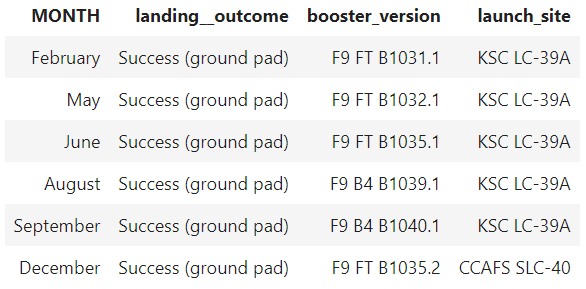 MONTH landing__outcome booster_version launch_site
February Success (ground pad) F9 FT B1031.1 KSC LC-39A
May Success (ground pad) F9 FT B1032.1 KSC LC-39A
June Success (ground pad) F9 FT B1035.1 KSC LC-39A
August Success (ground pad) F9 B4 B1039.1 KSC LC-39A
September Success (ground pad) F9 B4 B1040.1 KSC LC-39A
December Success (ground pad) F9 FT B1035.2 CCAFS SLC-40